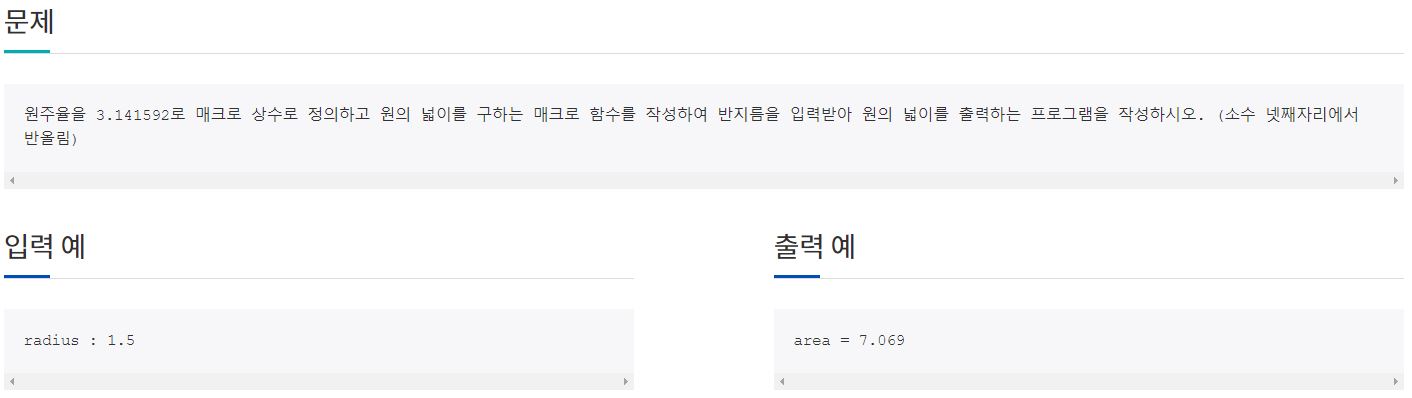 문제
원주율을 3.141592로 매크로 상수로 정의하고 원의 넓이를 구하는 매크로 함수를 작성하여 반지름을 입력받아 원의 넓이를 출력하는 프로그램을 작성하시오. (소수 넷째자리에서
반올림)
입력 예
radius : 1.5
출력 예
area = 7.069